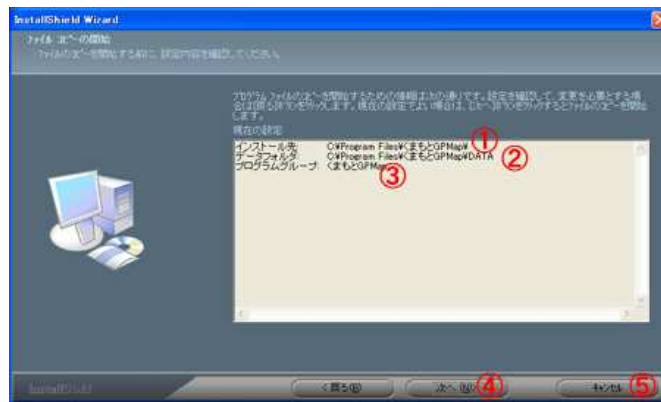 InstallShield Wizard
ファイル コピーの開始
ファイルのコピーを開始する前に、設定内容を確認してください。
プログラム ファイルのコピーを開始するための情報は次の通りです。設定を確認して、変更を必要とする場
合は[戻る]ボタンをクリックします。現在の設定でよい場合は、[次へ]ボタンをクリックするとファイルのコピーを開始
します。
現在の設定:
インストール先: C:¥Program Files¥くまもとGPMap¥ ①
データフォルダ: C:¥Program Files¥くまもとGPMap¥DATA ②
プログラムグループ: くまもとGPMap ③
InstallShield
< 戻る(B)
次へ (N) ④
キャンセル ⑤